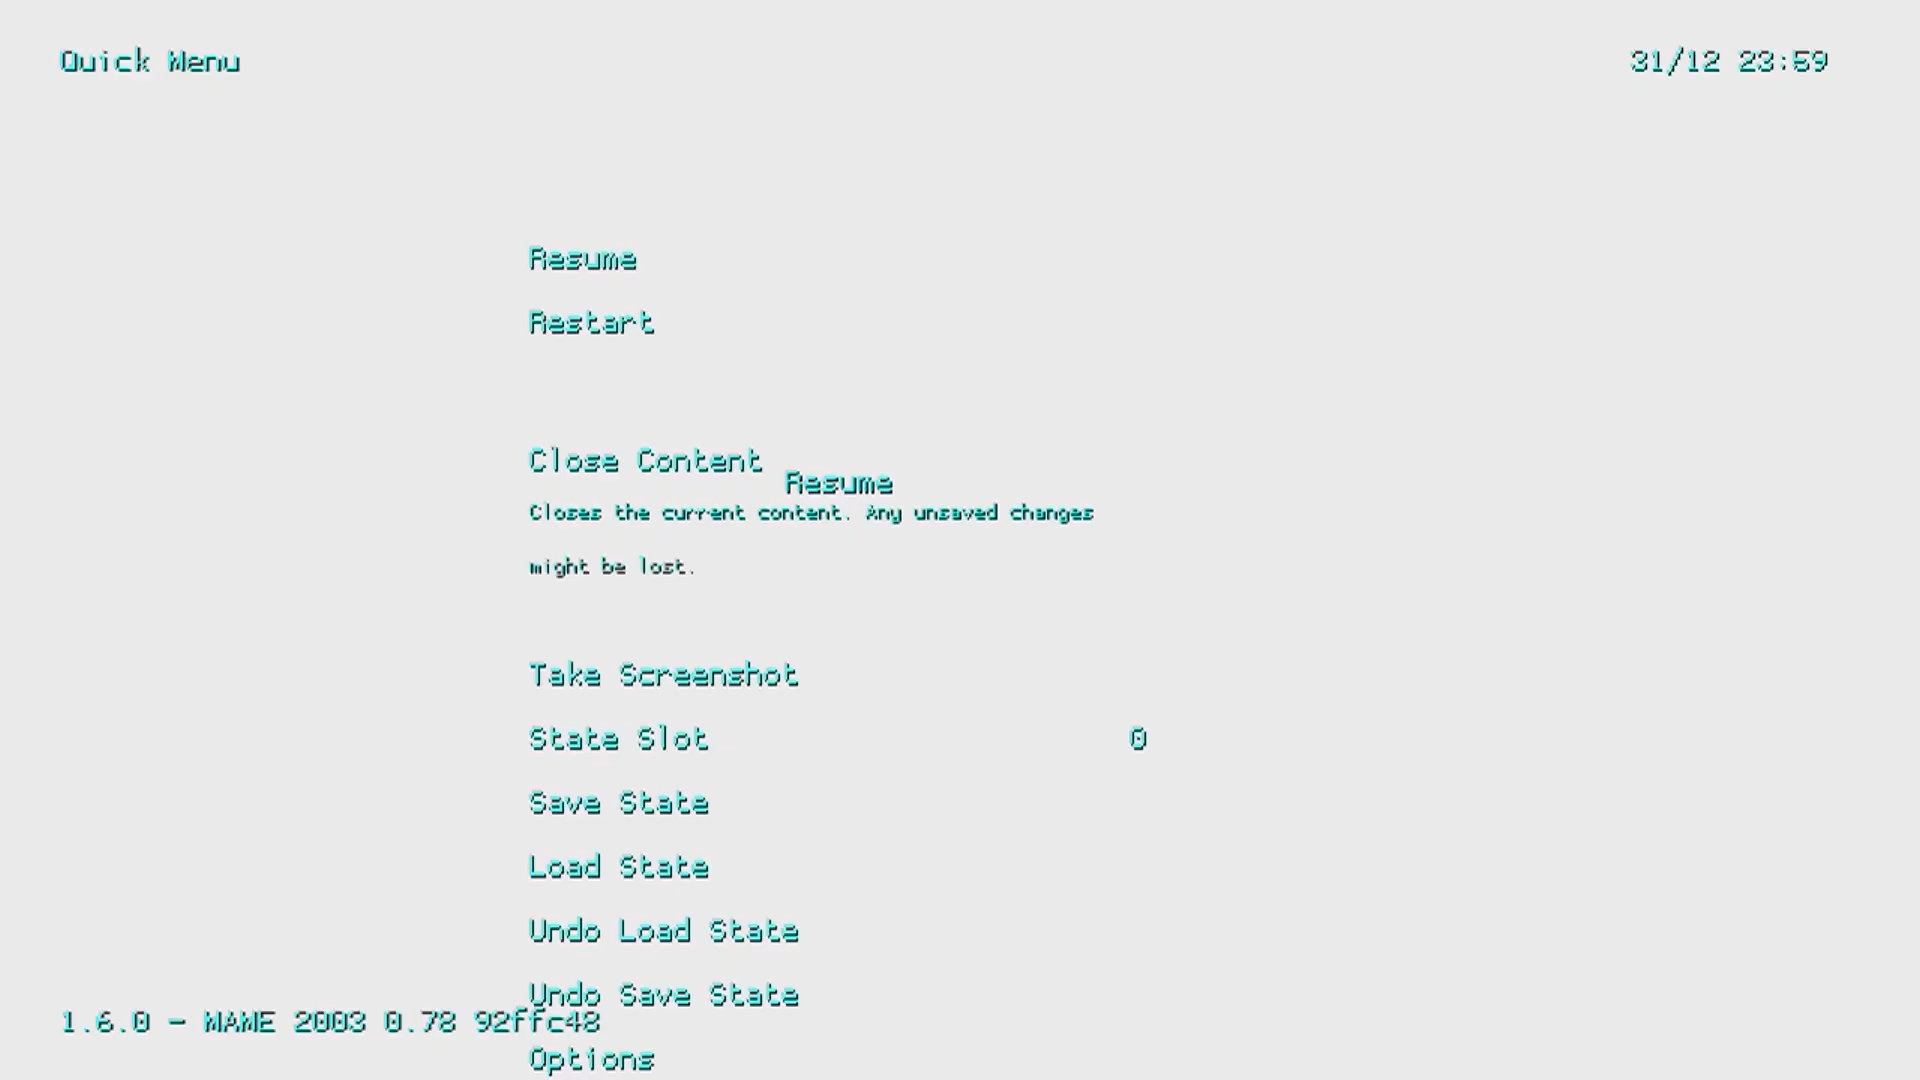 Quick Menu
31/12 23:59
Resume
Restart
Close Content
Resume
Closes the current content. Any unsaved changes
might be lost.
Take Screenshot
State Slot 0
Save State
Load State
Undo Load State
Undo Save State
1.6.0 - MAME 2003 0.78 92ffc48
Options